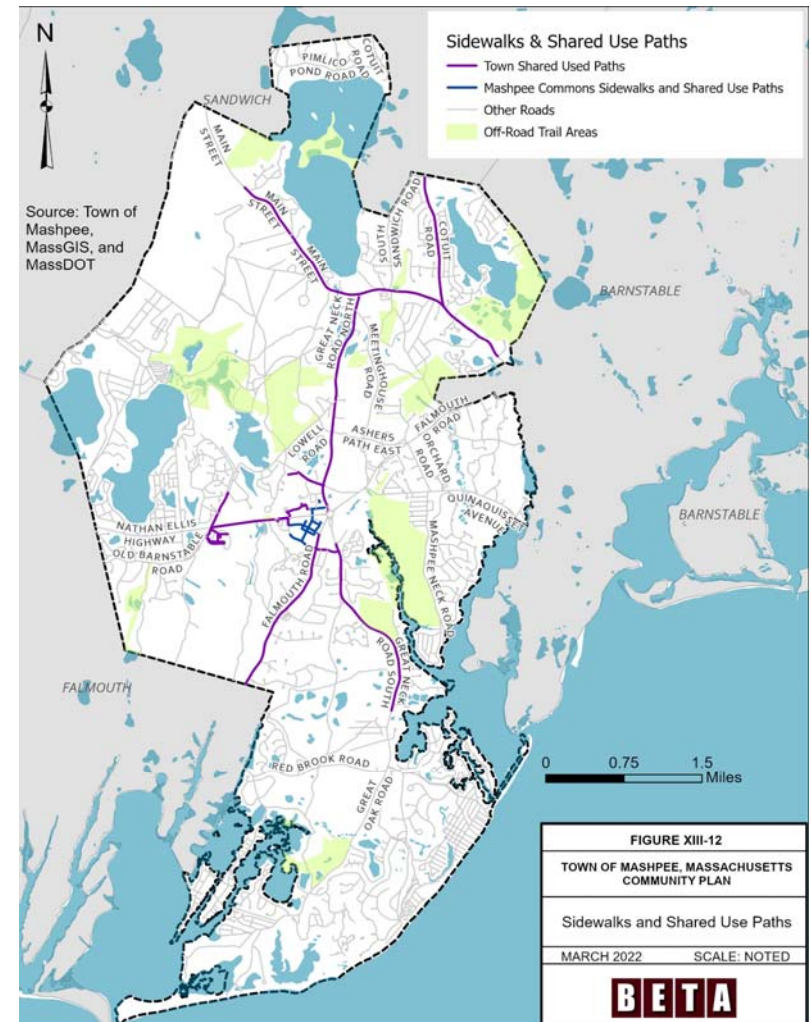 N
Sidewalks & Shared Use Paths
Town Shared Used Paths
Mashpee Commons Sidewalks and Shared Use Paths
Other Roads
Off-Road Trail Areas
PIMLICO
POND ROAD
COTUIT
ROAD
SANDWICH
MAIN
STREET
Source: Town of
Mashpee,
MassGIS, and
MassDOT
MAIN
STREET
MAIN
STREET
SOUTH
SANDWICH ROAD
COTUIT
ROAD
BARNSTABLE
GREAT NECK
ROAD NORTH
MEETINGHOUSE
ROAD
FALMOUTH
ROAD
LOWELL
ROAD
ASHERS
PATH EAST
ORCHARD
ROAD
QUINAQUISSET
AVENUE
BARNSTABLE
NATHAN ELLIS
HIGHWAY
OLD BARNSTABLE
ROAD
MASHPEE NECK ROAD
FALMOUTH ROAD
GREAT NECK
ROAD SOUTH
FALMOUTH
RED BROOK ROAD
GREAT
OAK ROAD
0 0.75 1.5
Miles
FIGURE XIII-12
TOWN OF MASHPEE, MASSACHUSETTS
COMMUNITY PLAN
Sidewalks and Shared Use Paths
MARCH 2022 SCALE: NOTED
BETA